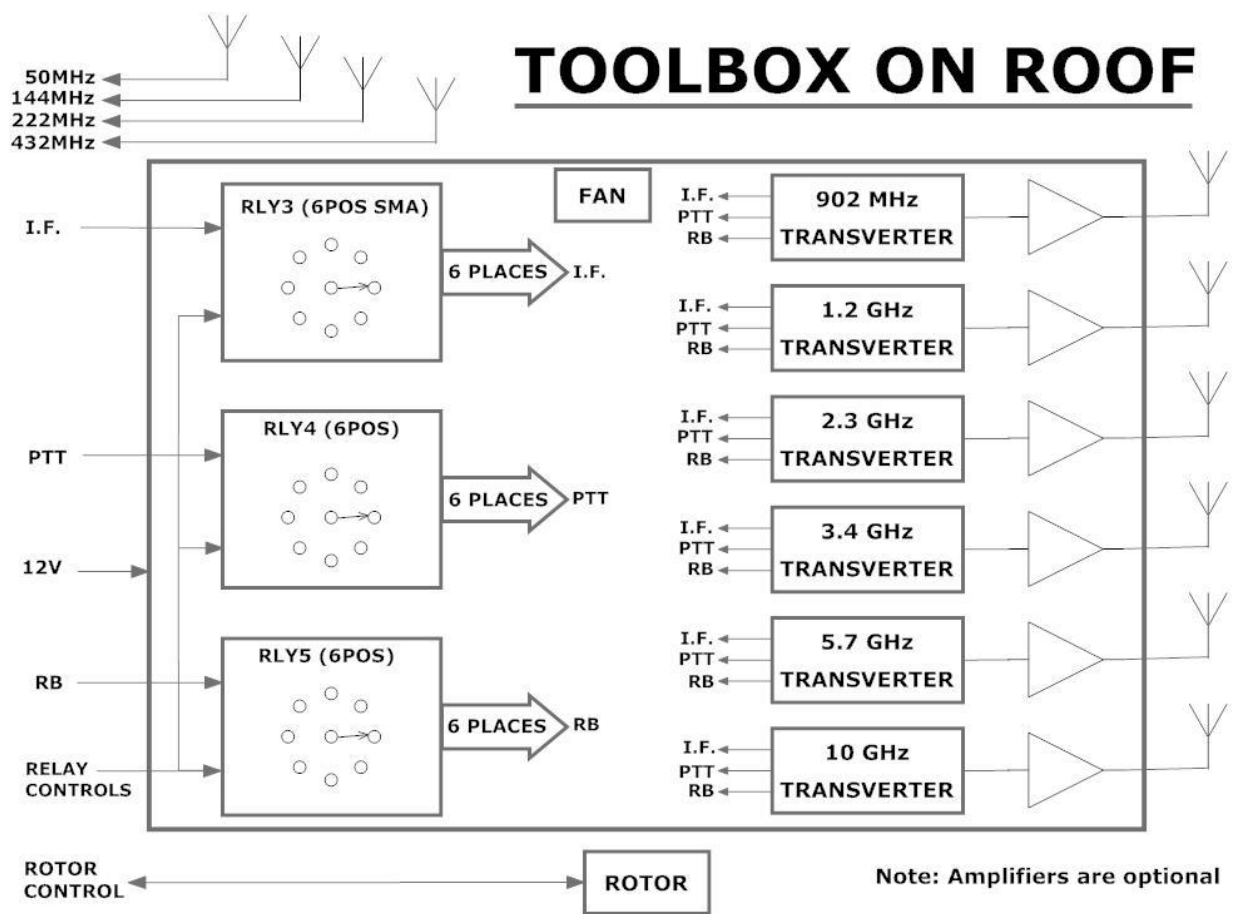 TOOLBOX ON ROOF
50MHz
144MHz
222MHz
432MHz
I.F.
PTT
12V
RB
RELAY
CONTROLS
RLY3 (6POS SMA)
6 PLACES
I.F.
RLY4 (6POS)
6 PLACES
PTT
RLY5 (6POS)
6 PLACES
RB
FAN
I.F.
PTT
RB
902 MHz
TRANSVERTER
I.F.
PTT
RB
1.2 GHz
TRANSVERTER
I.F.
PTT
RB
2.3 GHz
TRANSVERTER
I.F.
PTT
RB
3.4 GHz
TRANSVERTER
I.F.
PTT
RB
5.7 GHz
TRANSVERTER
I.F.
PTT
RB
10 GHz
TRANSVERTER
ROTOR
CONTROL
ROTOR
Note: Amplifiers are optional